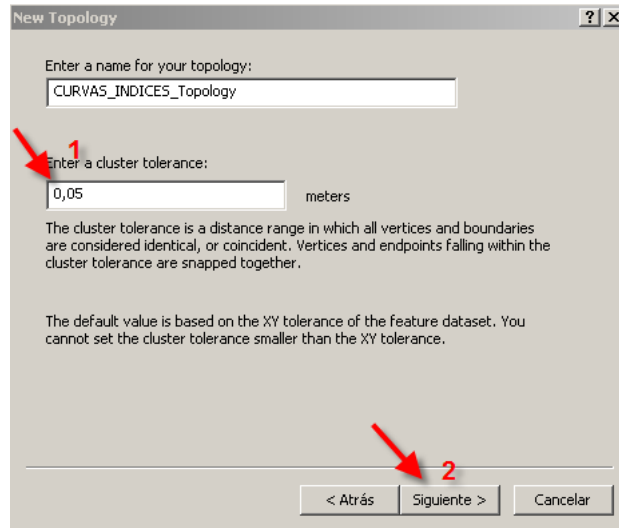 New Topology
Enter a name for your topology:
CURVAS_INDICES_Topology
1
Enter a cluster tolerance:
0,05
meters
The cluster tolerance is a distance range in which all vertices and boundaries
are considered identical, or coincident. Vertices and endpoints falling within the
cluster tolerance are snapped together.
The default value is based on the XY tolerance of the feature dataset. You
cannot set the cluster tolerance smaller than the XY tolerance.
2
< Atrás
Siguiente >
Cancelar